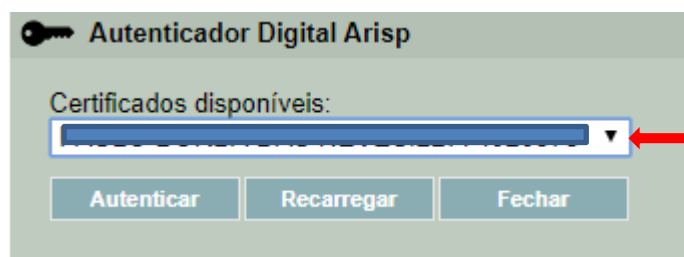 Autenticador Digital Arisp
Certificados disponíveis:
Autenticar Recarregar Fechar